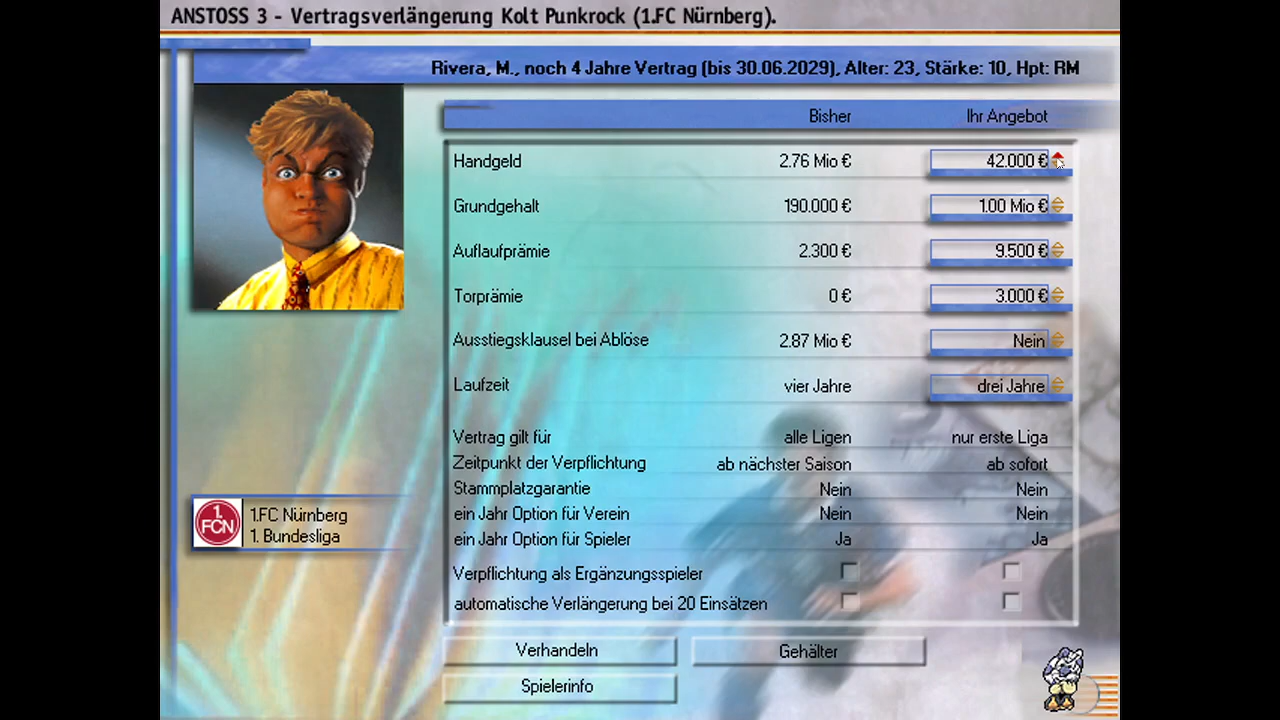 ANSTOSS 3 - Vertragsverlängerung Kolt Punkrock (1.FC Nürnberg).
Rivera, M., noch 4 Jahre Vertrag (bis 30.06.2029), Alter: 23, Stärke: 10, Hpt: RM
Bisher Ihr Angebot
Handgeld 2.76 Mio € 42.000 €
Grundgehalt 190.000 € 1.00 Mio €
Auflaufprämie 2.300 € 9.500 €
Torprämie 0 € 3.000 €
Ausstiegsklausel bei Ablöse 2.87 Mio € Nein
Laufzeit vier Jahre drei Jahre
Vertrag gilt für alle Ligen nur erste Liga
Zeitpunkt der Verpflichtung ab nächster Saison ab sofort
Stammplatzgarantie Nein Nein
ein Jahr Option für Verein Nein Nein
ein Jahr Option für Spieler Ja Ja
Verpflichtung als Ergänzungsspieler
automatische Verlängerung bei 20 Einsätzen
1.
FCN
1.FC Nürnberg
1. Bundesliga
Verhandeln Gehälter
Spielerinfo